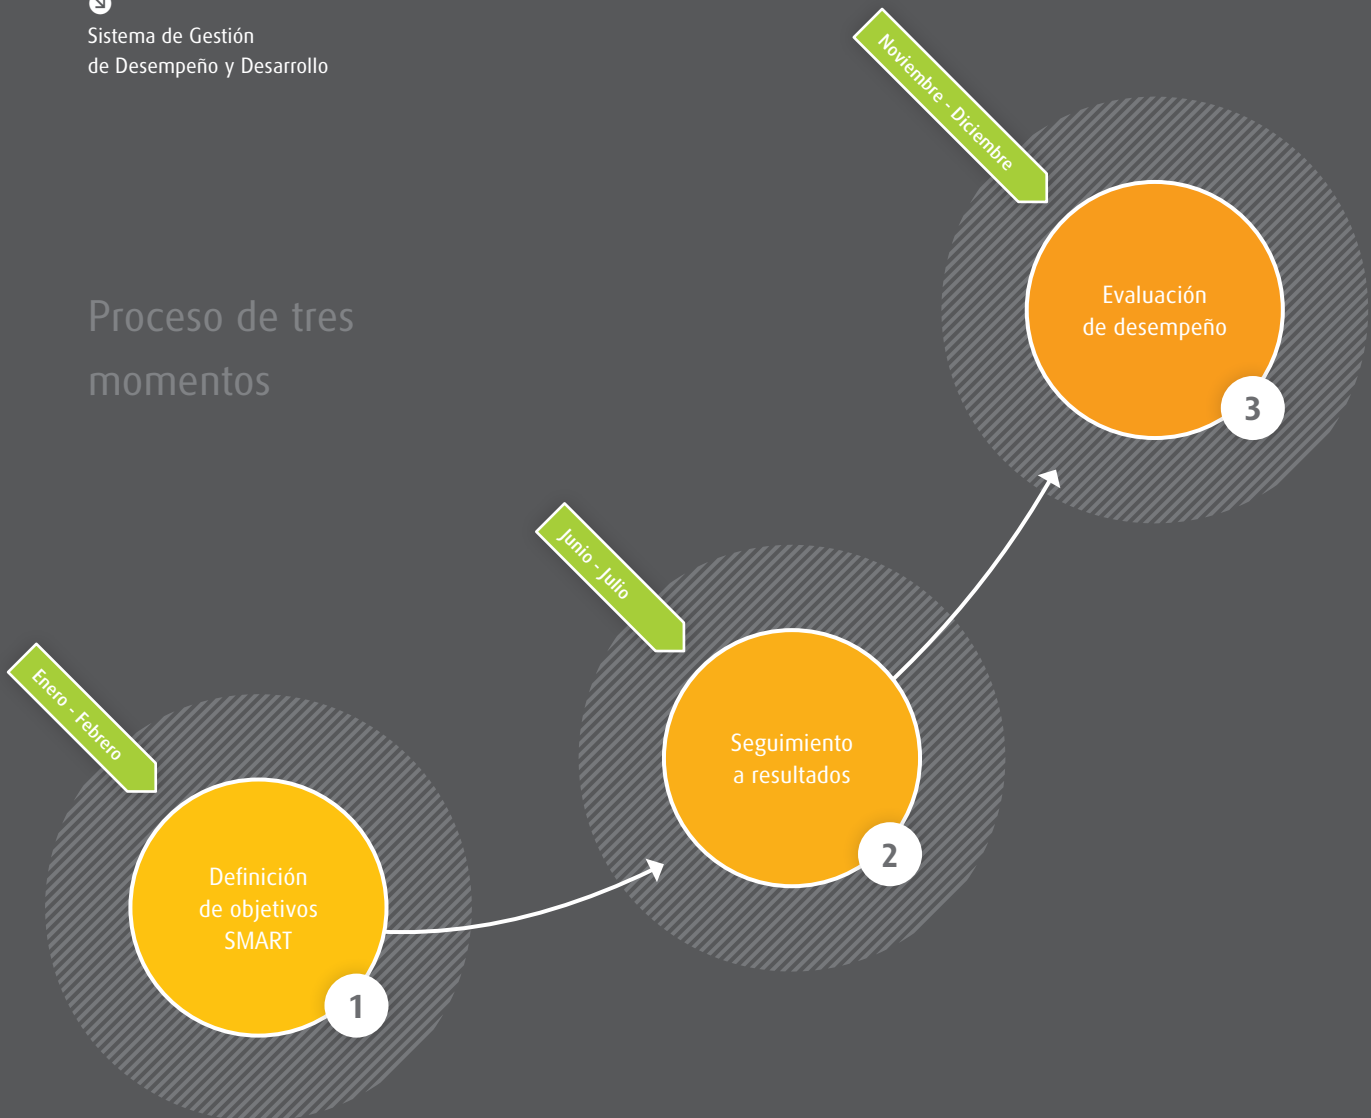 Sistema de Gestión
de Desempeño y Desarrollo
Proceso de tres
momentos
Enero - Febrero
Definición
de objetivos
SMART
1
Junio - Julio
Seguimiento
a resultados
2
Noviembre - Diciembre
Evaluación
de desempeño
3